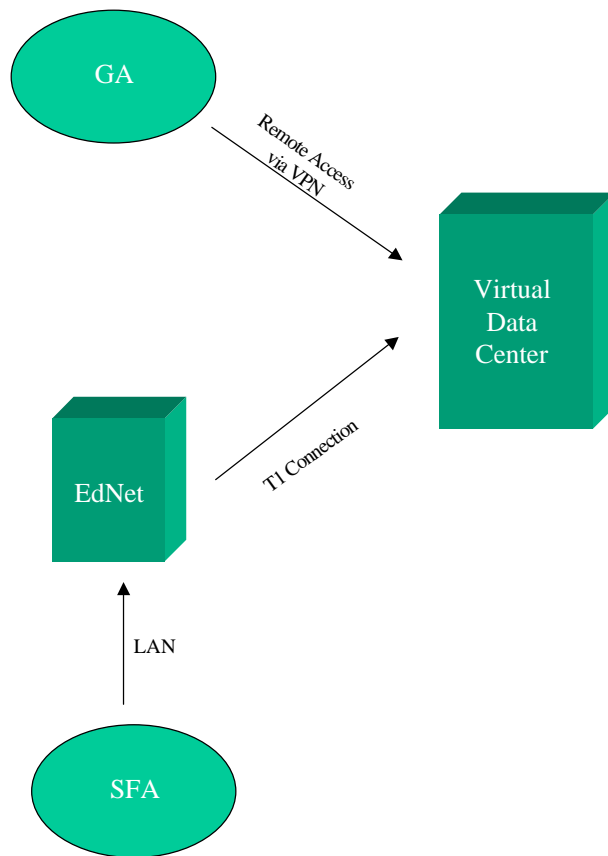 GA
Remote Access
via VPN
Virtual
Data
Center
T1 Connection
EdNet
LAN
SFA